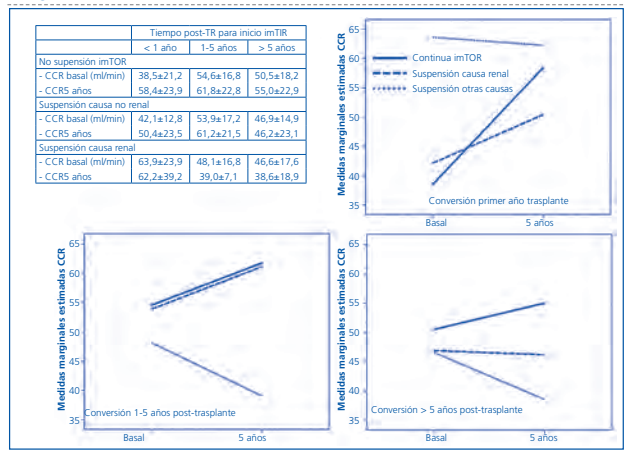 Tiempo post-TR para inicio imTIR
< 1 año 1-5 años > 5 años
No supensión imTOR
- CCR basal (ml/min) 38,5±21,2 54,6±16,8 50,5±18,2
- CCR5 años 58,4±23,9 61,8±22,8 55,0±22,9
Suspensión causa no renal
- CCR basal (ml/min) 42,1±12,8 53,9±17,2 46,9±14,9
- CCR5 años 50,4±23,5 61,2±21,5 46,2±23,1
Suspensión causa renal
- CCR basal (ml/min) 63,9±23,9 48,1±16,8 46,6±17,6
- CCR5 años 62,2±39,2 39,0±7,1 38,6±18,9
Medidas marginales estimadas CCR
65
60
55
50
45
40
35
Continua imTOR
Suspensión causa renal
Suspensión otras causas
Conversión primer año trasplante
Basal 5 años
Medidas marginales estimadas CCR
65
60
55
50
45
40
35
Conversión 1-5 años post-trasplante
Basal 5 años
Medidas marginales estimadas CCR
65
60
55
50
45
40
35
Conversión > 5 años post-trasplante
Basal 5 años